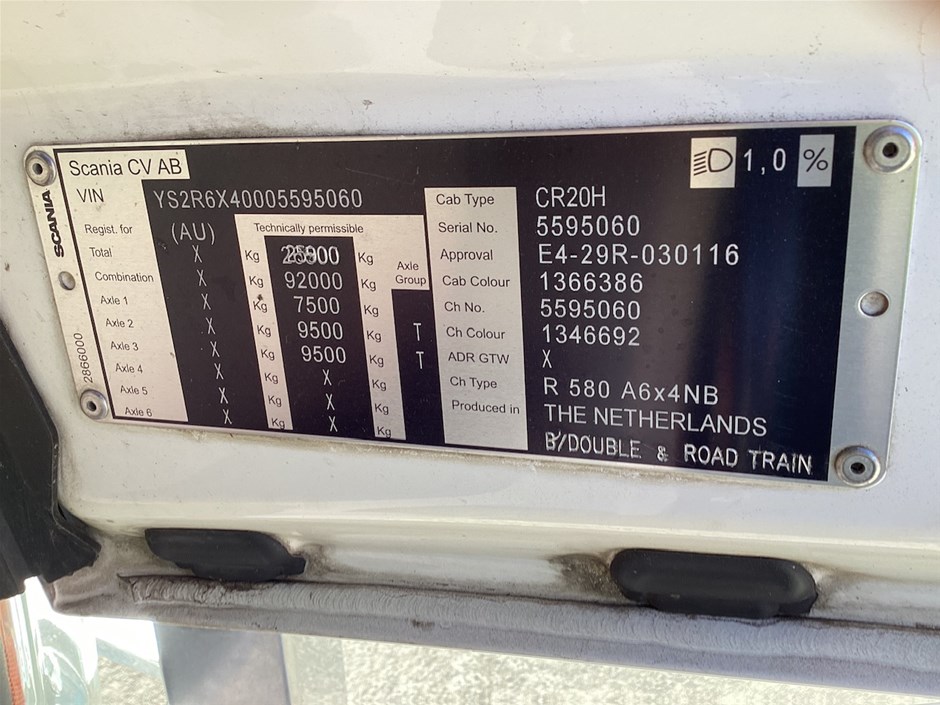 Scania CV AB
1,0 %
VIN YS2R6X40005595060
Regist. for (AU) Technically permissible
Total X Kg Kg
Combination X Kg 92000 Kg Axle Group
Axle 1 X Kg 7500 Kg
Axle 2 X Kg 9500 Kg T
Axle 3 X Kg 9500 Kg T
Axle 4 X Kg X Kg
Axle 5 X Kg X Kg
Axle 6 X Kg
SCANIA
2866000
Cab Type CR20H
Serial No. 5595060
Approval E4-29R-030116
Cab Colour 1366386
Ch No. 5595060
Ch Colour 1346692
ADR GTW X
Ch Type R 580 A6x4NB
Produced in THE NETHERLANDS
B/DOUBLE & ROAD TRAIN